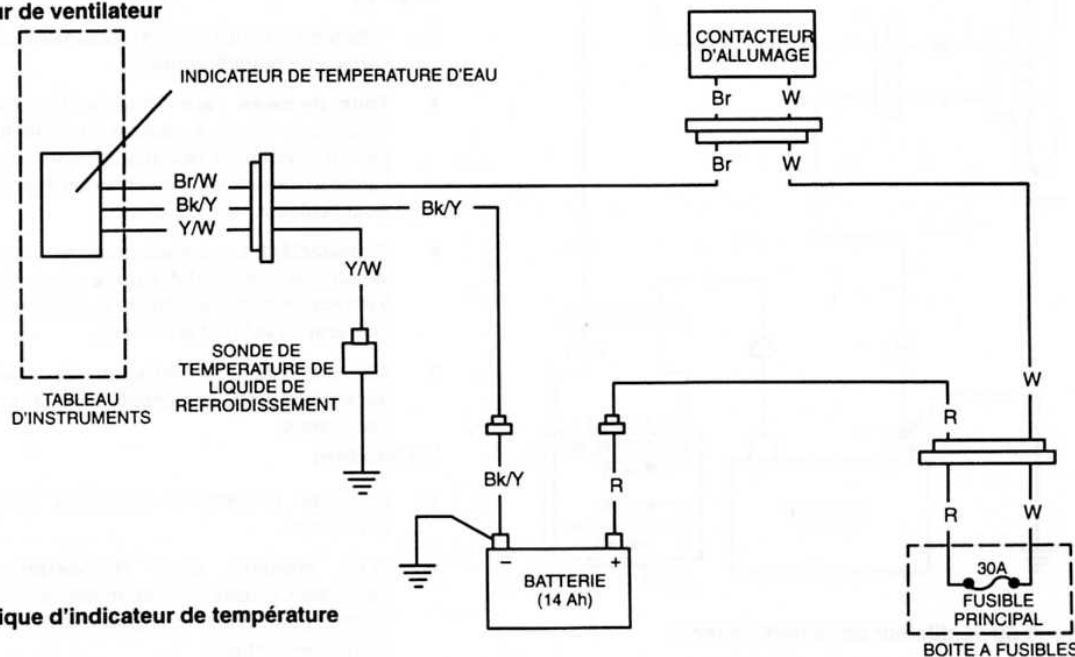 ur de ventilateur
CONTACTEUR
D'ALLUMAGE
INDICATEUR DE TEMPERATURE D'EAU
Br W
Br W
Br/W
Bk/Y Bk/Y
Y/W
Y/W
SONDE DE
TEMPERATURE DE
LIQUIDE DE
REFROIDISSEMENT
TABLEAU
D'INSTRUMENTS
W
R
Bk/Y R
R W
- +
BATTERIE
(14 Ah)
30A
FUSIBLE
PRINCIPAL
BOITE A FUSIBLES
ique d'indicateur de température